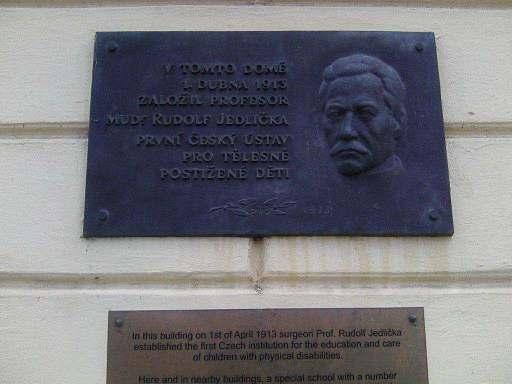 V TOMTO DOMĚ
1. DUBNA 1913
ZALOŽIL PROFESOR
MUDr RUDOLF JEDLIČKA
PRVNÍ ČESKÝ ÚSTAV
PRO TĚLESNĚ
POSTIŽENÉ DĚTI
In this building on 1st of April 1913 surgeon Prof. Rudolf Jedlička
established the first Czech institution for the education and care
of children with physical disabilities.
Here and in nearby buildings, a special school with a number